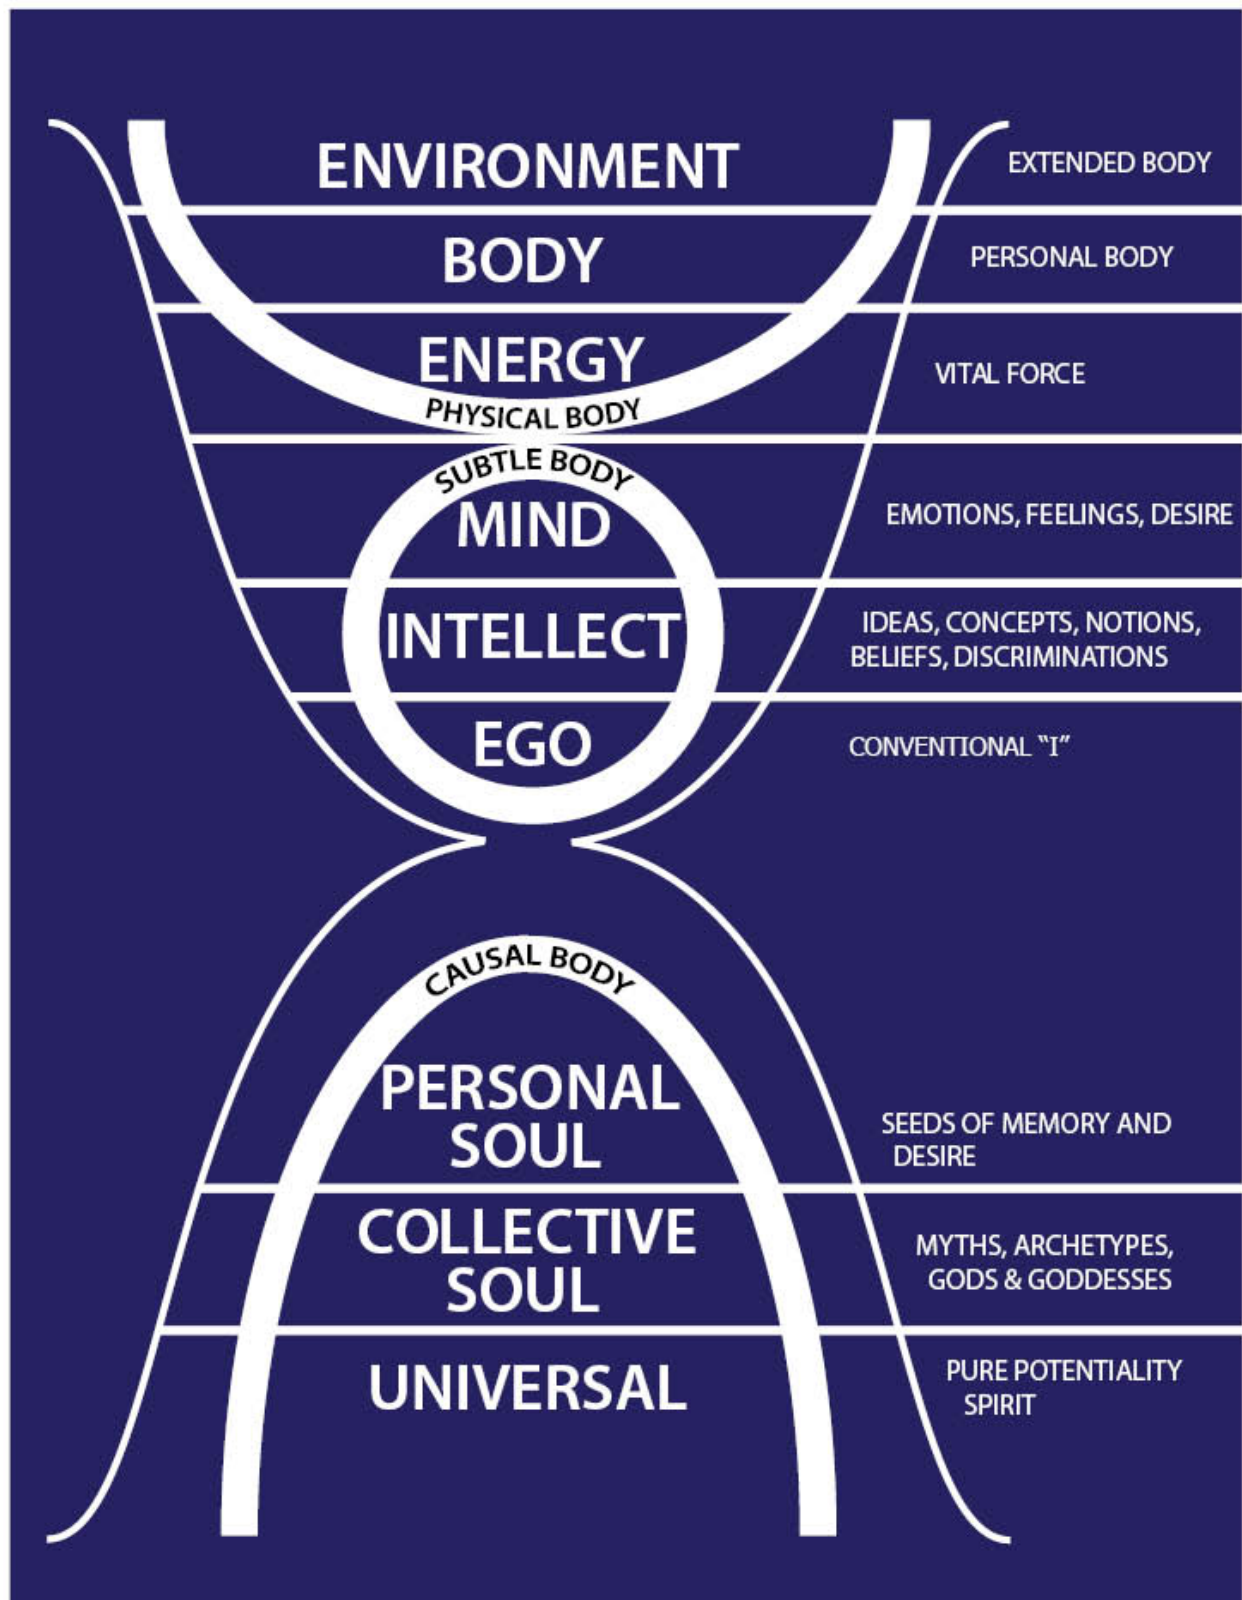 ENVIRONMENT
EXTENDED BODY
BODY
PERSONAL BODY
ENERGY
VITAL FORCE
PHYSICAL BODY
SUBTLE BODY
MIND
EMOTIONS, FEELINGS, DESIRE
INTELLECT
IDEAS, CONCEPTS, NOTIONS,
BELIEFS, DISCRIMINATIONS
EGO
CONVENTIONAL “I”
CAUSAL BODY
PERSONAL
SOUL
SEEDS OF MEMORY AND
DESIRE
COLLECTIVE
SOUL
MYTHS, ARCHETYPES,
GODS & GODDESSES
UNIVERSAL
PURE POTENTIALITY
SPIRIT